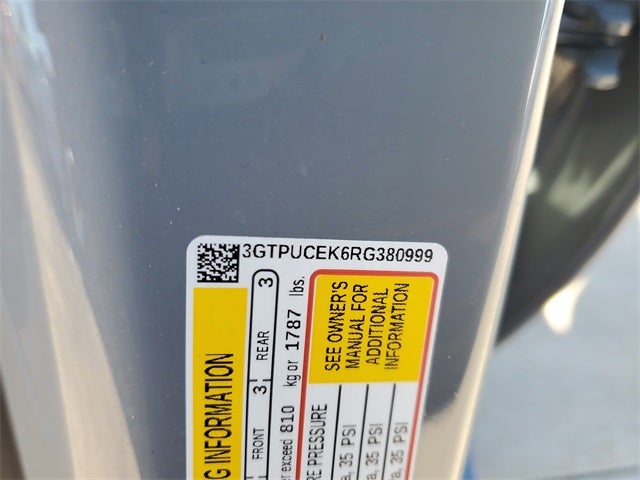 3GTPUCEK6RG380999
G INFORMATION
FRONT 3 REAR 3
er exceed 810 kg or 1787 lbs.
RE PRESSURE
a, 35 PSI
a, 35 PSI
a, 35 PSI
SEE OWNER'S
MANUAL FOR
ADDITIONAL
INFORMATION